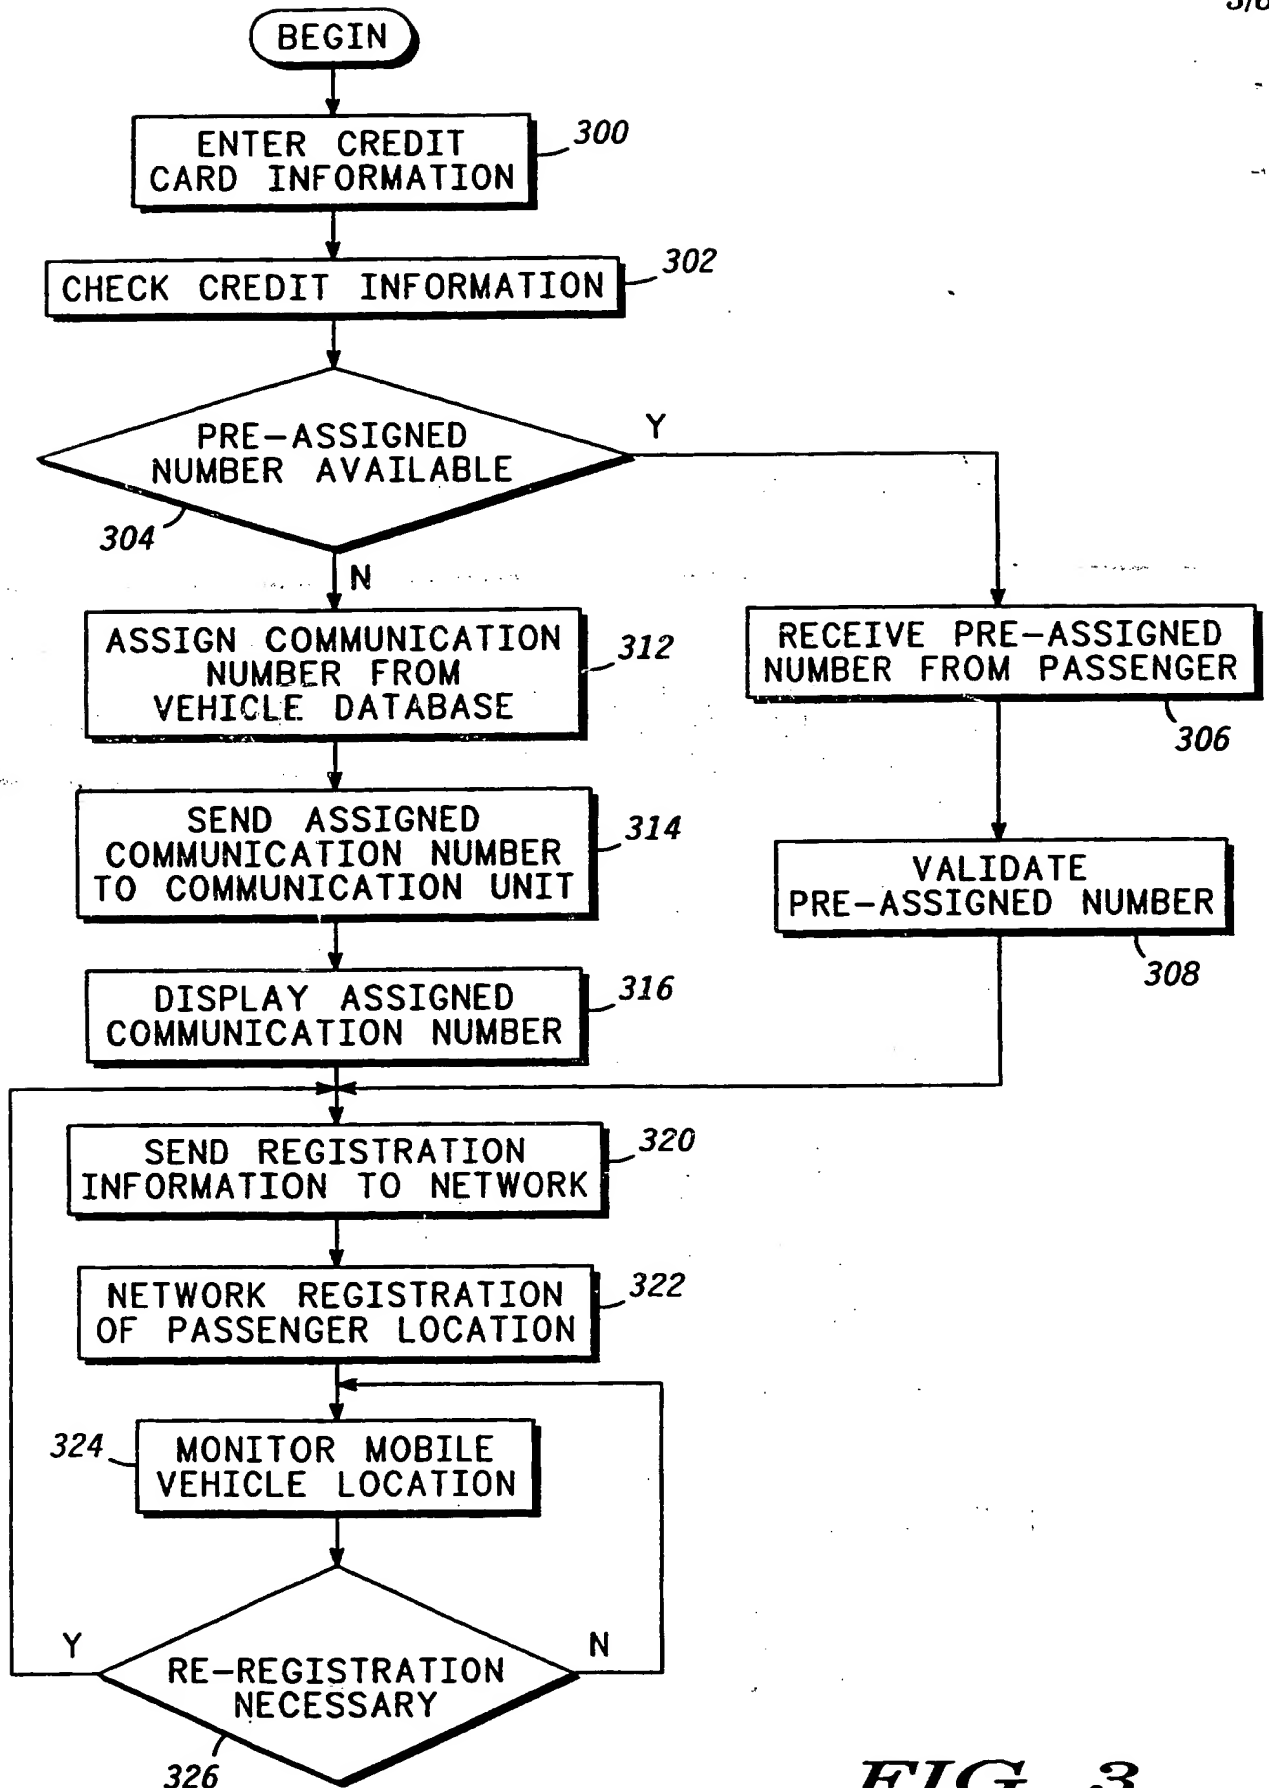 BEGIN
ENTER CREDIT
CARD INFORMATION
300
CHECK CREDIT INFORMATION
302
PRE-ASSIGNED
NUMBER AVAILABLE
304
Y
N
ASSIGN COMMUNICATION
NUMBER FROM
VEHICLE DATABASE
312
RECEIVE PRE-ASSIGNED
NUMBER FROM PASSENGER
306
SEND ASSIGNED
COMMUNICATION NUMBER
TO COMMUNICATION UNIT
314
VALIDATE
PRE-ASSIGNED NUMBER
308
DISPLAY ASSIGNED
COMMUNICATION NUMBER
316
SEND REGISTRATION
INFORMATION TO NETWORK
320
NETWORK REGISTRATION
OF PASSENGER LOCATION
322
MONITOR MOBILE
VEHICLE LOCATION
324
RE-REGISTRATION
NECESSARY
326
Y
N
FIG. 3